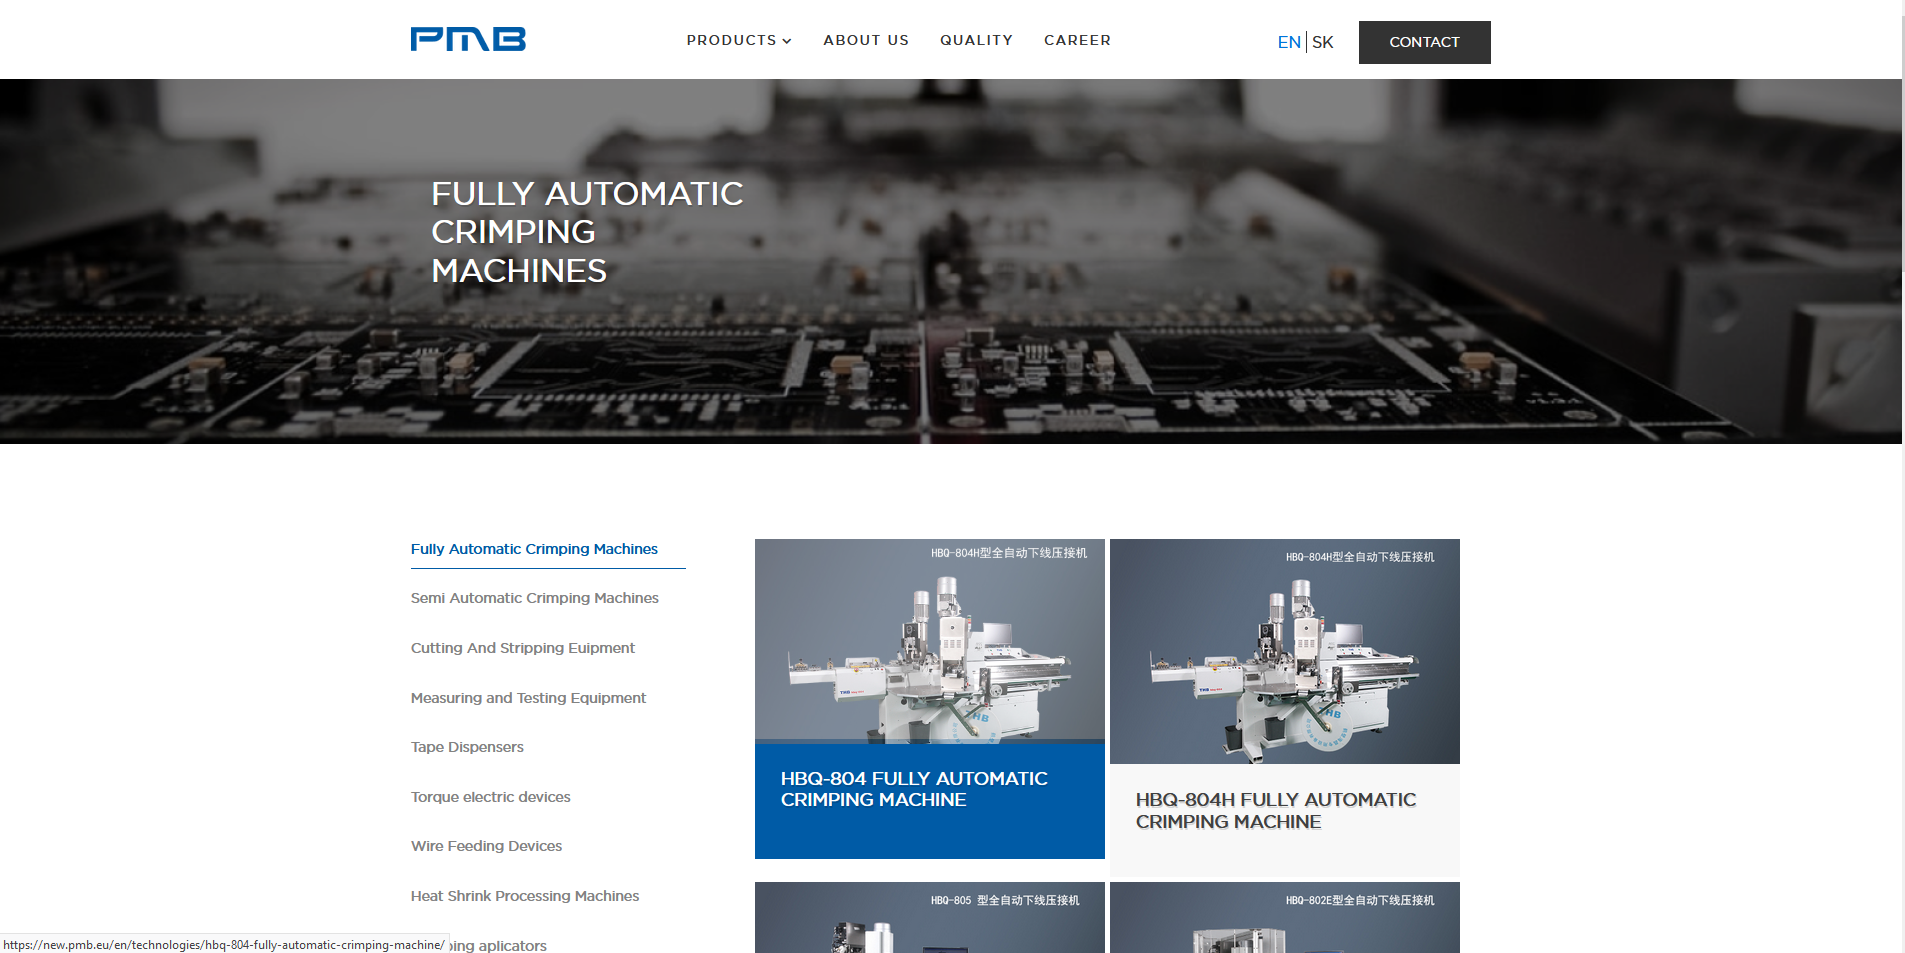 PMB
PRODUCTS
ABOUT US
QUALITY
CAREER
EN
SK
CONTACT
FULLY AUTOMATIC
CRIMPING
MACHINES
Fully Automatic Crimping Machines
Semi Automatic Crimping Machines
Cutting And Stripping Euipment
Measuring and Testing Equipment
Tape Dispensers
Torque electric devices
Wire Feeding Devices
Heat Shrink Processing Machines
aplicators
HBQ-804H型全自动下线压接机
THB
HB
HBQ-804 FULLY AUTOMATIC
CRIMPING MACHINE
HBQ-804H型全自动下线压接机
THB
HB
HBQ-804H FULLY AUTOMATIC
CRIMPING MACHINE
HBQ-805 型全自动下线压接机
HBQ-802E型全自动下线压接机
https://new.pmb.eu/en/technologies/hbq-804-fully-automatic-crimping-machine/